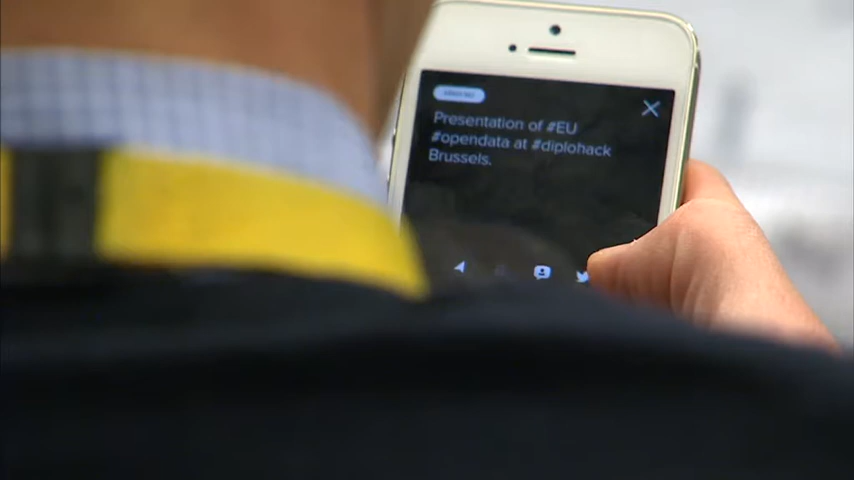 Presentation of #EU
#opendata at #diplohack
Brussels.